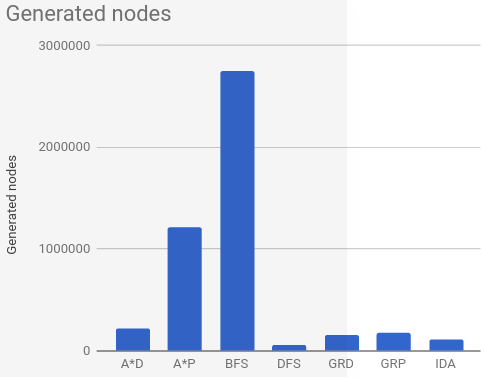 Generated nodes
3000000
2000000
1000000
0
Generated nodes
A*D A*P BFS DFS GRD GRP IDA